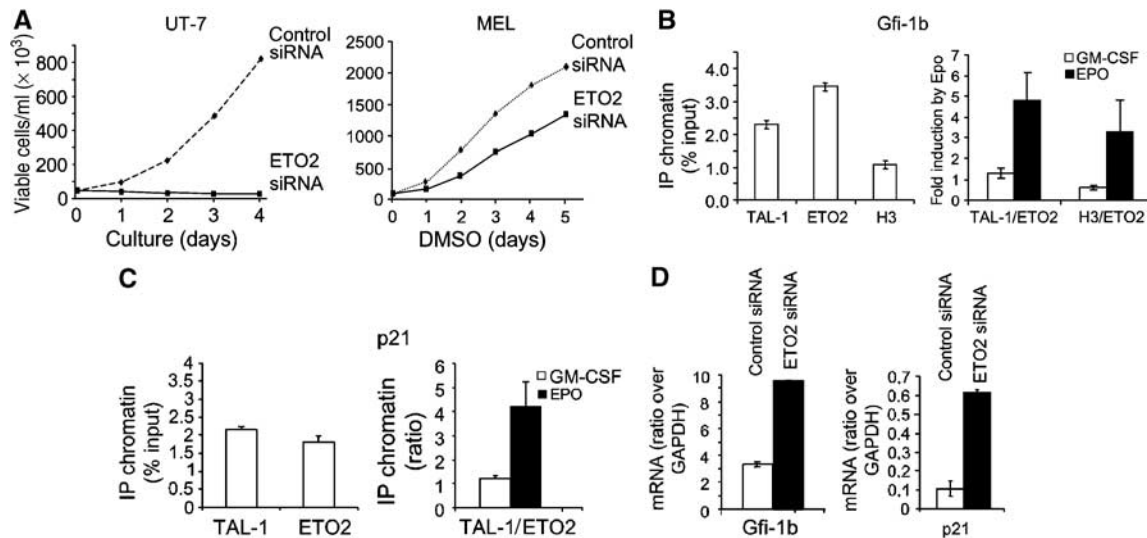 A
UT-7
Viable cells/ml (× 10³)
800
600
400
200
0
0 1 2 3 4
Culture (days)
Control
siRNA
ETO2
siRNA
MEL
2500
2000
1500
1000
500
0
0 1 2 3 4 5
DMSO (days)
Control
siRNA
ETO2
siRNA
B
Gfi-1b
IP chromatin
(% input)
4.0
3.0
2.0
1.0
0.0
TAL-1 ETO2 H3
Fold induction by Epo
7
6
5
4
3
2
1
0
GM-CSF
EPO
TAL-1/ETO2 H3/ETO2
C
p21
IP chromatin
(% input)
4
3.5
3
2.5
2
1.5
1
0.5
0
TAL-1 ETO2
IP chromatin
(ratio)
6
5
4
3
2
1
0
GM-CSF
EPO
TAL-1/ETO2
D
mRNA (ratio over
GAPDH)
10
8
6
4
2
0
Control siRNA
ETO2 siRNA
Gfi-1b
mRNA (ratio over
GAPDH)
0,7
0,6
0,5
0,4
0,3
0,2
0,1
0
Control siRNA
ETO2 siRNA
p21